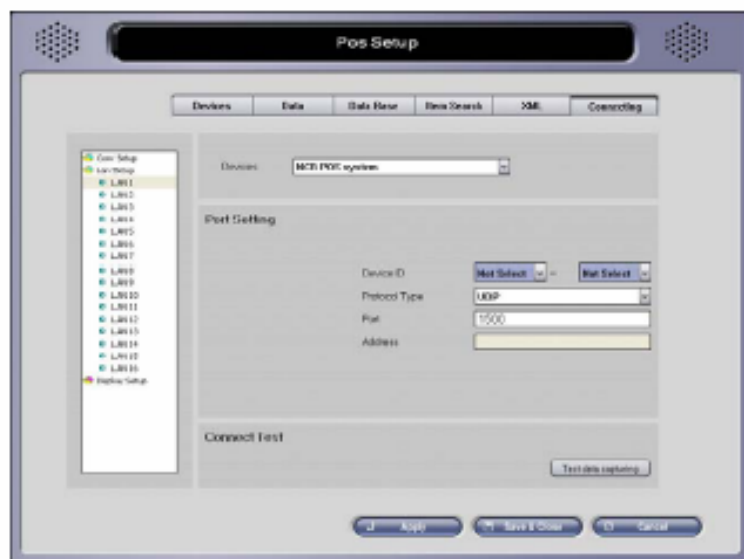 Pos Setup
Devices Data Data Base Item Search XML Connecting
Com Setup
Lan Setup
LAN1
LAN2
LAN3
LAN4
LAN5
LAN6
LAN7
LAN8
LAN9
LAN10
LAN11
LAN12
LAN13
LAN14
LAN15
LAN16
Display Setup
Devices POS system
Port Setting
Device ID Not Select ~ Not Select
Protocol Type UDP
Port 1500
Address
Connect Test
Test data capturing
Apply Save & Close Cancel